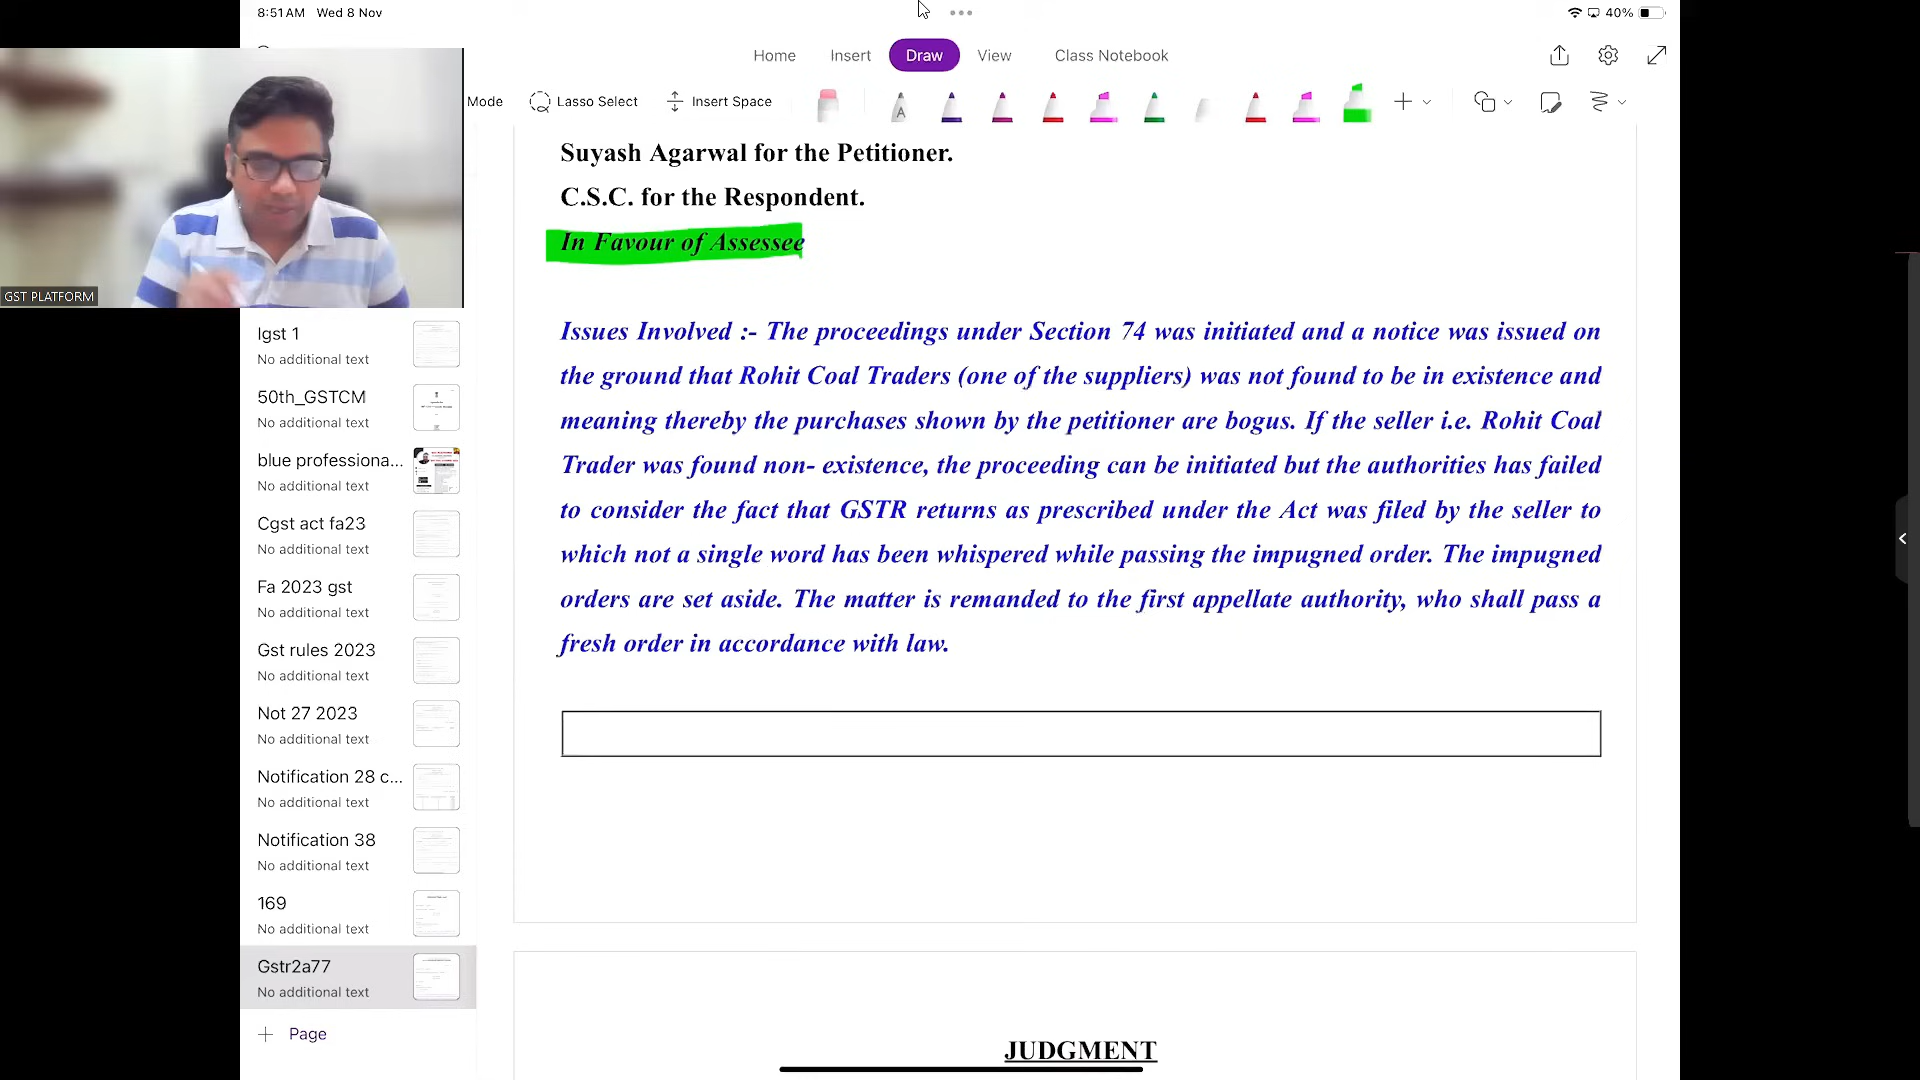 8:51 AM Wed 8 Nov
40%
Home Insert Draw View Class Notebook
Mode Lasso Select Insert Space
A
Suyash Agarwal for the Petitioner.
C.S.C. for the Respondent.
In Favour of Assessee
GST PLATFORM
Igst 1
No additional text
50th_GSTCM
No additional text
blue professiona...
No additional text
Cgst act fa23
No additional text
Fa 2023 gst
No additional text
Gst rules 2023
No additional text
Not 27 2023
No additional text
Notification 28 c...
No additional text
Notification 38
No additional text
169
No additional text
Gstr2a77
No additional text
Page
Issues Involved :- The proceedings under Section 74 was initiated and a notice was issued on
the ground that Rohit Coal Traders (one of the suppliers) was not found to be in existence and
meaning thereby the purchases shown by the petitioner are bogus. If the seller i.e. Rohit Coal
Trader was found non- existence, the proceeding can be initiated but the authorities has failed
to consider the fact that GSTR returns as prescribed under the Act was filed by the seller to
which not a single word has been whispered while passing the impugned order. The impugned
orders are set aside. The matter is remanded to the first appellate authority, who shall pass a
fresh order in accordance with law.
JUDGMENT